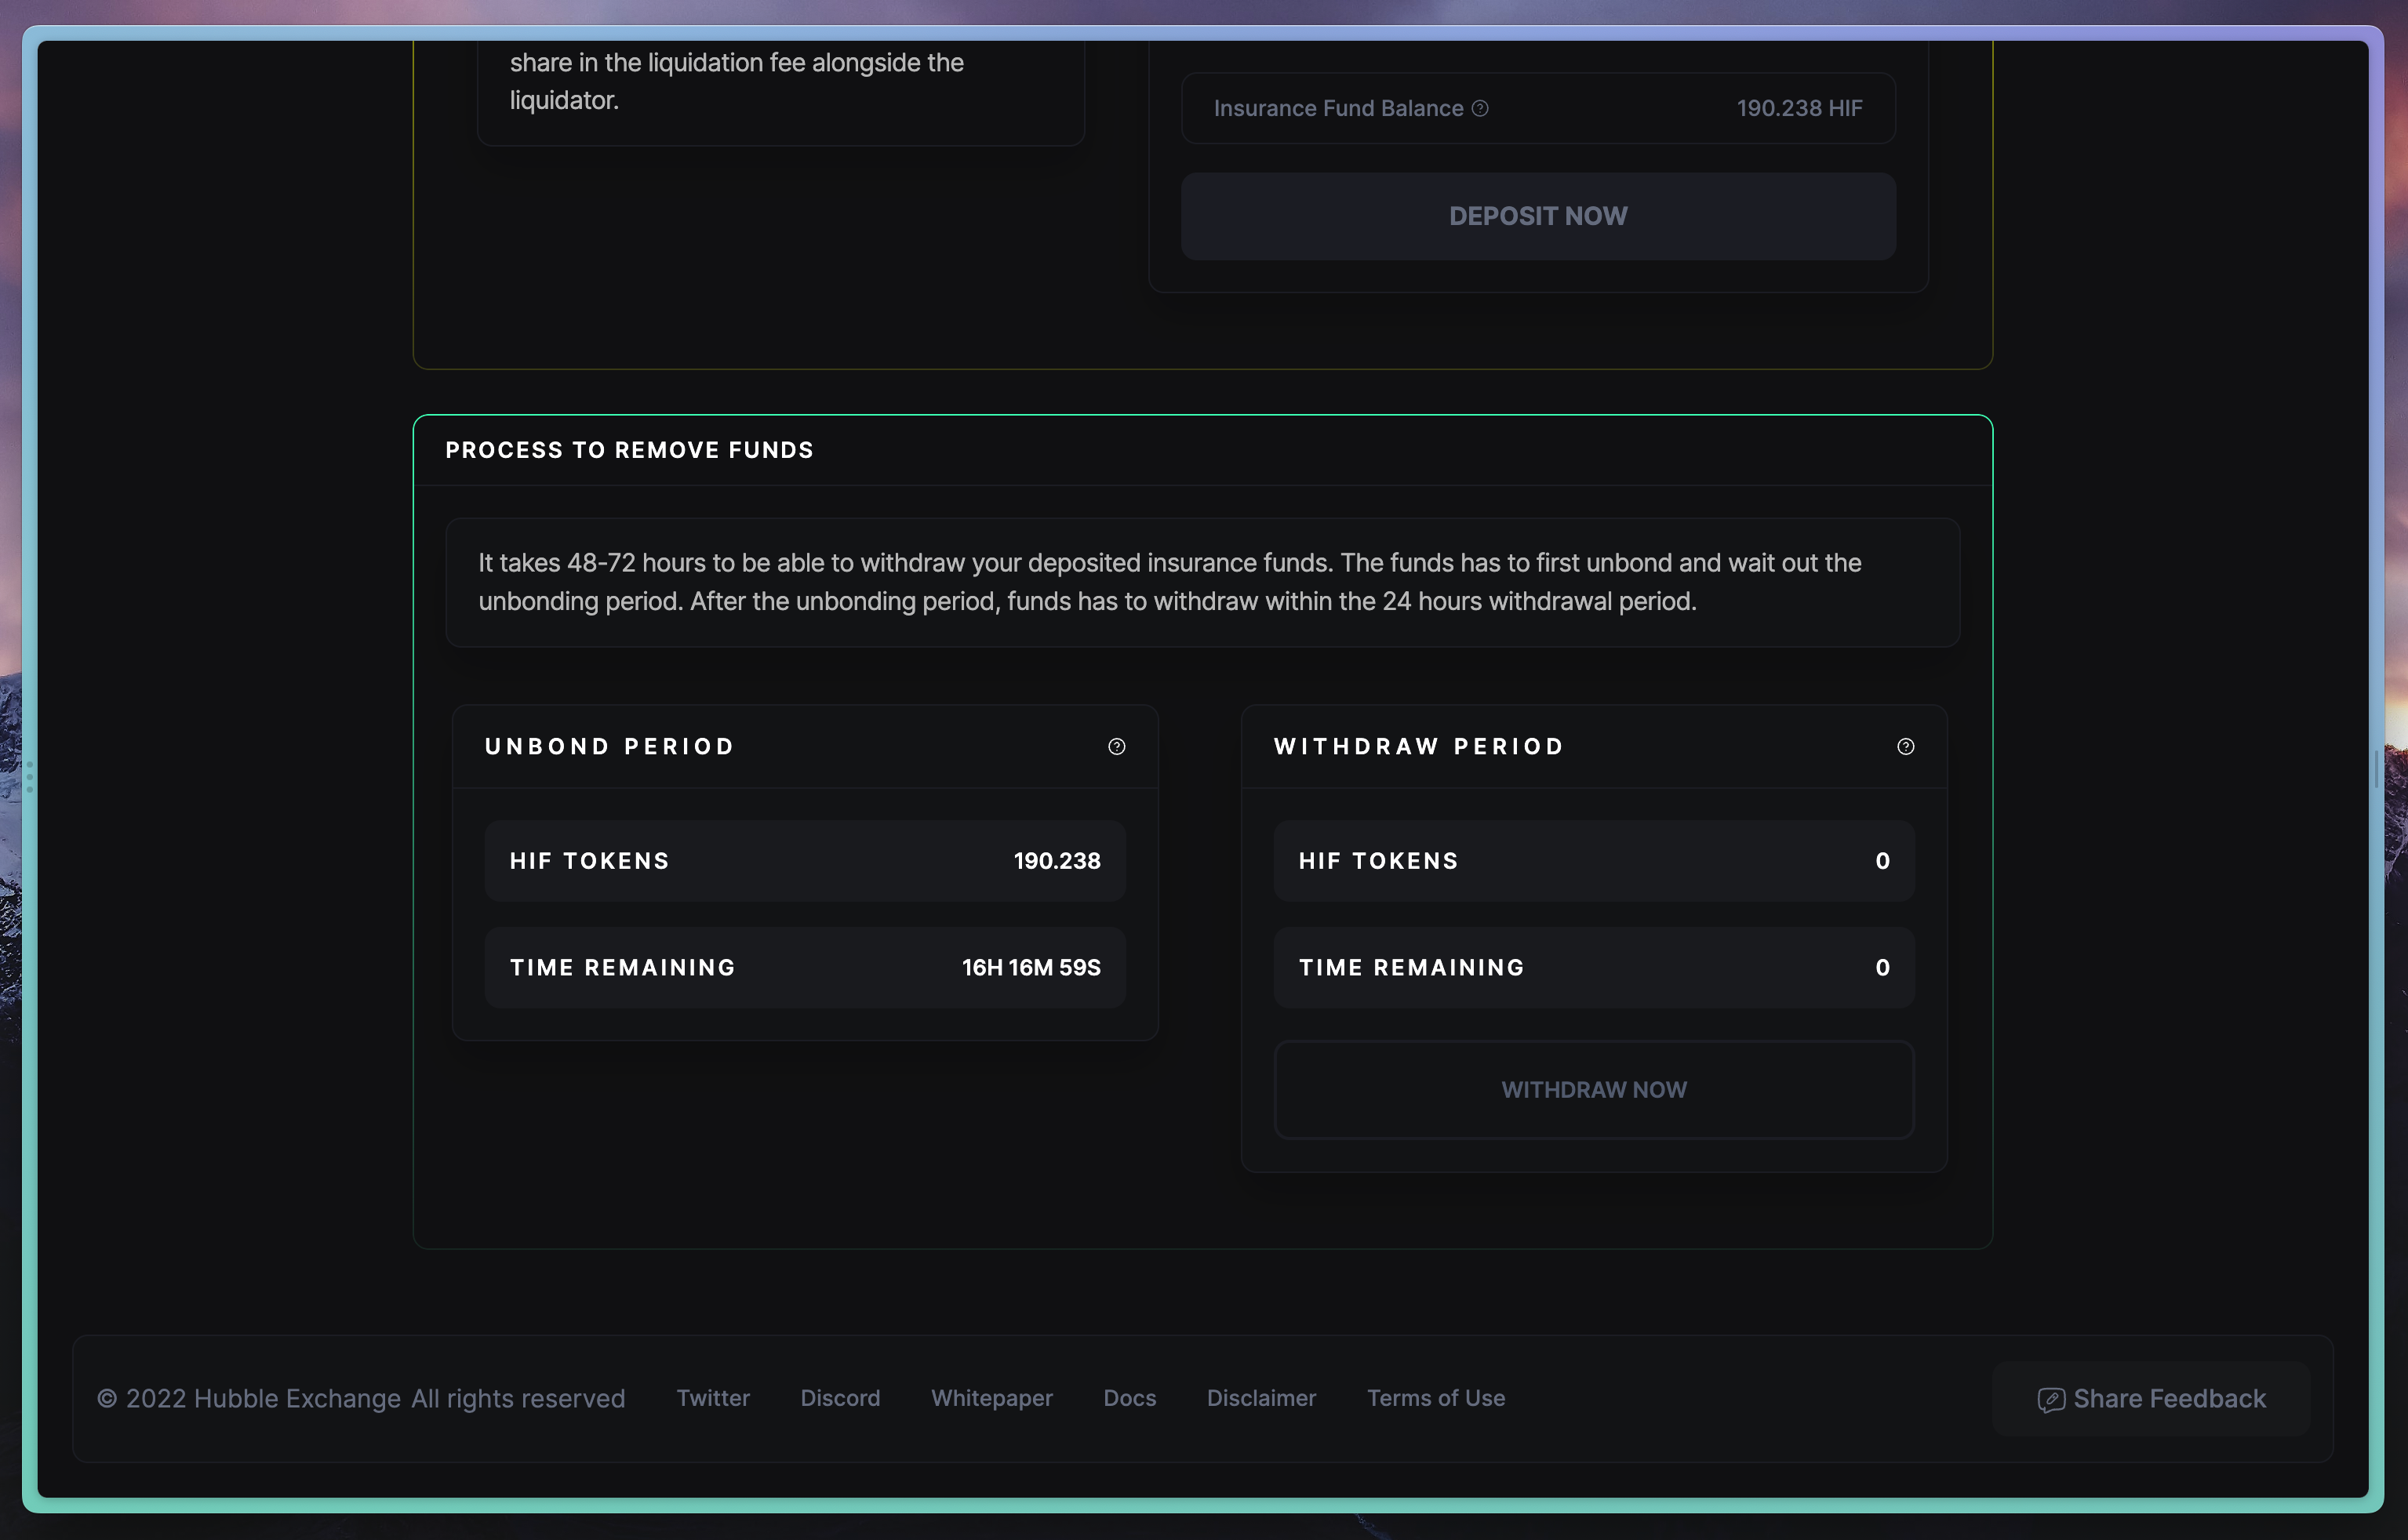 share in the liquidation fee alongside the
liquidator.
Insurance Fund Balance 190.238 HIF
DEPOSIT NOW
PROCESS TO REMOVE FUNDS
It takes 48-72 hours to be able to withdraw your deposited insurance funds. The funds has to first unbond and wait out the
unbonding period. After the unbonding period, funds has to withdraw within the 24 hours withdrawal period.
UNBOND PERIOD
HIF TOKENS 190.238
TIME REMAINING 16H 16M 59S
WITHDRAW PERIOD
HIF TOKENS 0
TIME REMAINING 0
WITHDRAW NOW
© 2022 Hubble Exchange All rights reserved Twitter Discord Whitepaper Docs Disclaimer Terms of Use Share Feedback